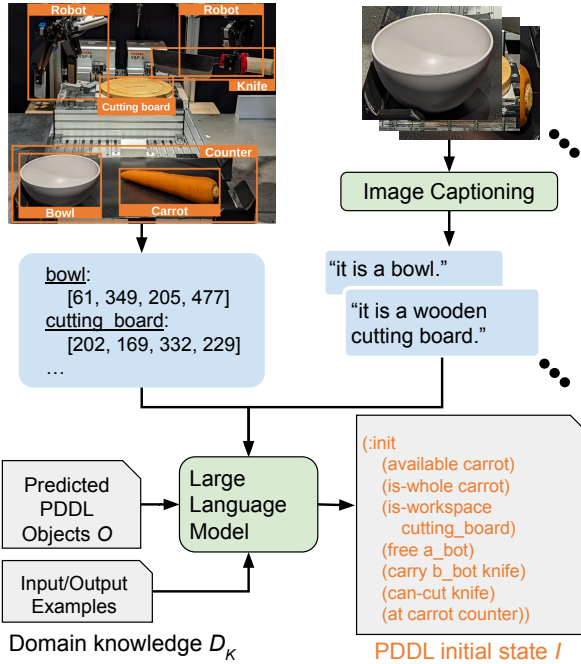 Robot
Robot
Knife
Cutting board
Counter
Bowl
Carrot
Image Captioning
bowl:
[61, 349, 205, 477]
cutting_board:
[202, 169, 332, 229]
…
“it is a bowl.”
“it is a wooden
cutting board.”
Predicted
PDDL
Objects O
Input/Output
Examples
Large
Language
Model
(:init
(available carrot)
(is-whole carrot)
(is-workspace
cutting_board)
(free a_bot)
(carry b_bot knife)
(can-cut knife)
(at carrot counter))
Domain knowledge D_K
PDDL initial state I